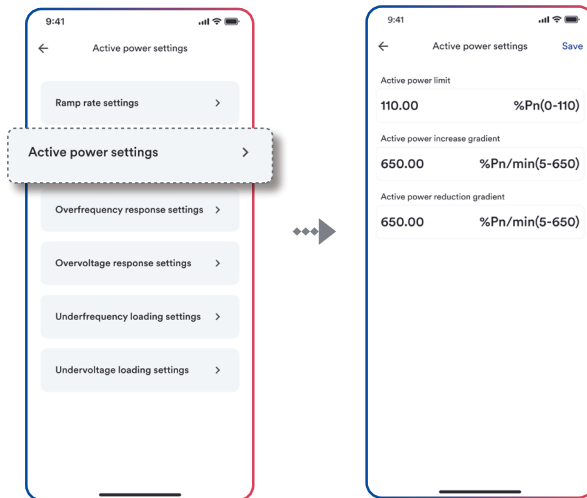 9:41
Active power settings
Ramp rate settings
Active power settings
Overfrequency response settings
Overvoltage response settings
Underfrequency loading settings
Undervoltage loading settings
9:41
Active power settings Save
Active power limit
110.00 %Pn(0-110)
Active power increase gradient
650.00 %Pn/min(5-650)
Active power reduction gradient
650.00 %Pn/min(5-650)